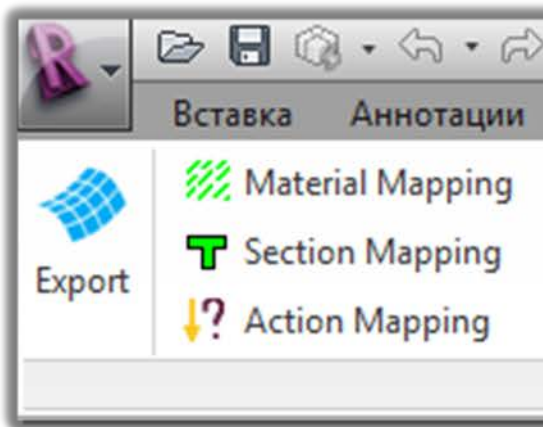 Вставка Аннотации
Material Mapping
Section Mapping
Export
Action Mapping